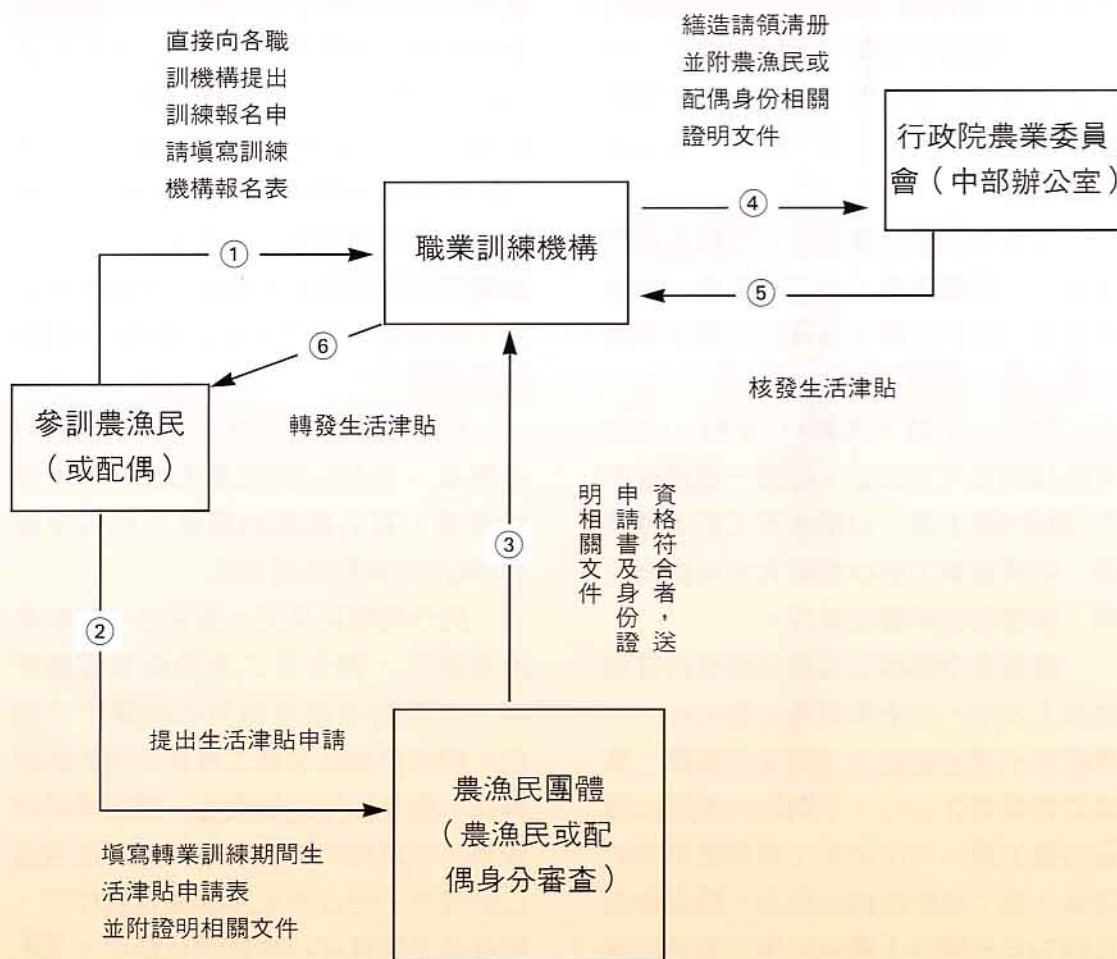 直接向各職
訓機構提出
訓練報名申
請填寫訓練
機構報名表
繕造請領清册
並附農漁民或
配偶身份相關
證明文件
行政院農業委員
會（中部辦公室）
職業訓練機構
④
①
⑤
⑥
核發生活津貼
參訓農漁民
（或配偶）
轉發生活津貼
資格符合者，送
申請書及身份證
明相關文件
③
②
提出生活津貼申請
農漁民團體
（農漁民或配
偶身分審查）
填寫轉業訓練期間生
活津貼申請表
並附證明相關文件